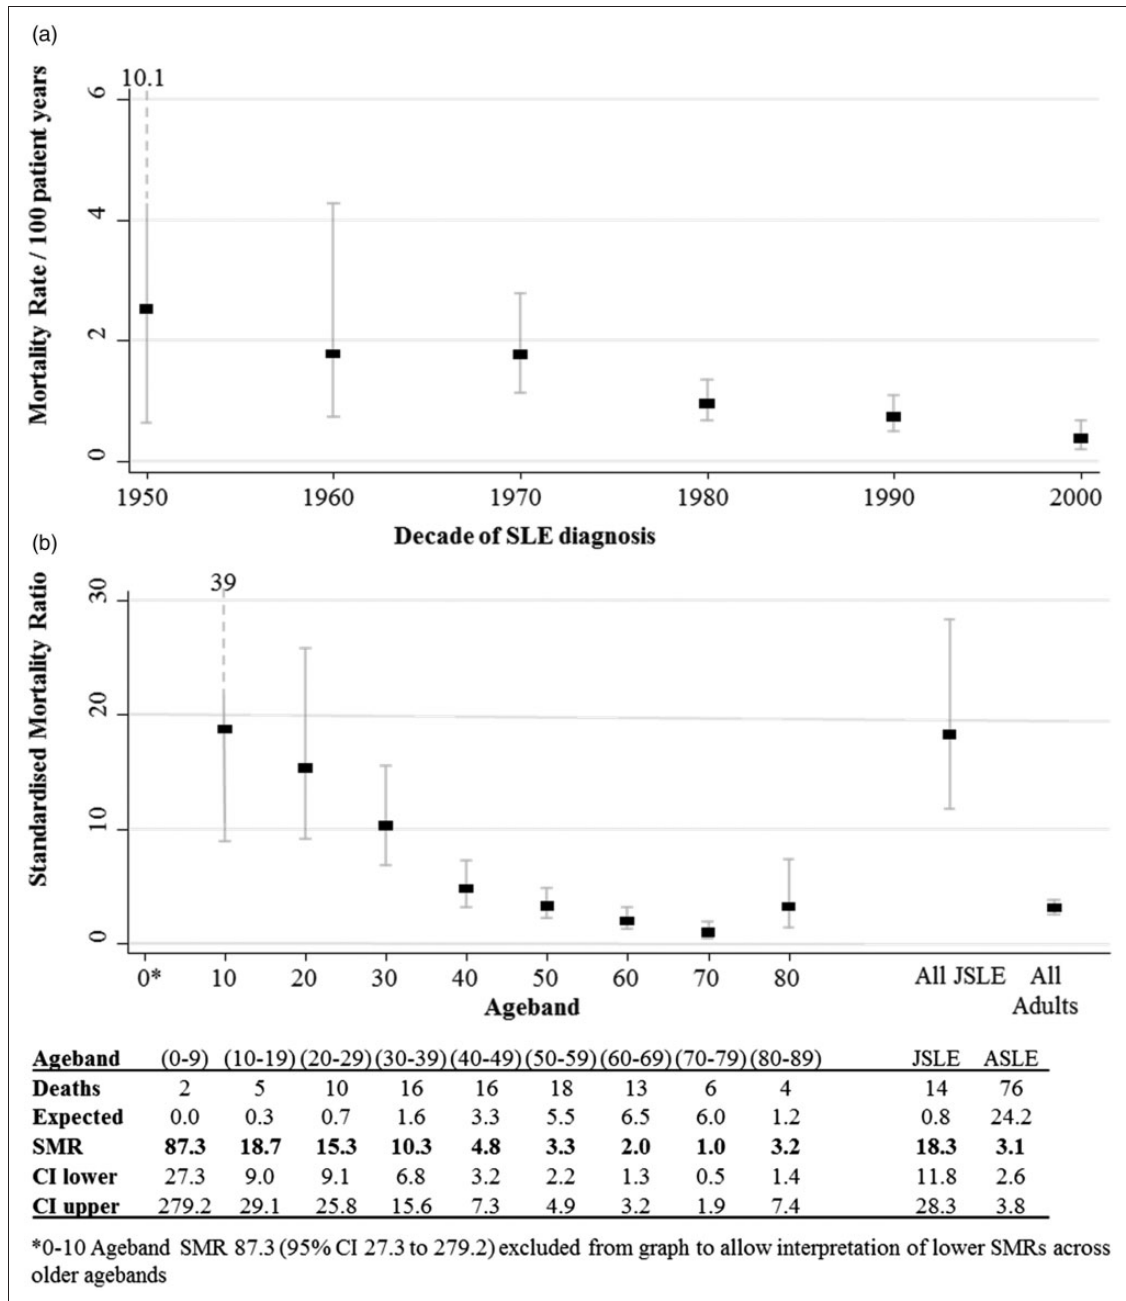 (a)
Mortality Rate / 100 patient years
10.1
6
4
2
0
1950 1960 1970 1980 1990 2000
Decade of SLE diagnosis
(b)
Standardised Mortality Ratio
39
30
20
10
0
0* 10 20 30 40 50 60 70 80 All JSLE All
Adults
Ageband
Ageband (0-9) (10-19) (20-29) (30-39) (40-49) (50-59) (60-69) (70-79) (80-89) JSLE ASLE
Deaths 2 5 10 16 16 18 13 6 4 14 76
Expected 0.0 0.3 0.7 1.6 3.3 5.5 6.5 6.0 1.2 0.8 24.2
SMR 87.3 18.7 15.3 10.3 4.8 3.3 2.0 1.0 3.2 18.3 3.1
CI lower 27.3 9.0 9.1 6.8 3.2 2.2 1.3 0.5 1.4 11.8 2.6
CI upper 279.2 29.1 25.8 15.6 7.3 4.9 3.2 1.9 7.4 28.3 3.8
*0-10 Ageband SMR 87.3 (95% CI 27.3 to 279.2) excluded from graph to allow interpretation of lower SMRs across
older agebands